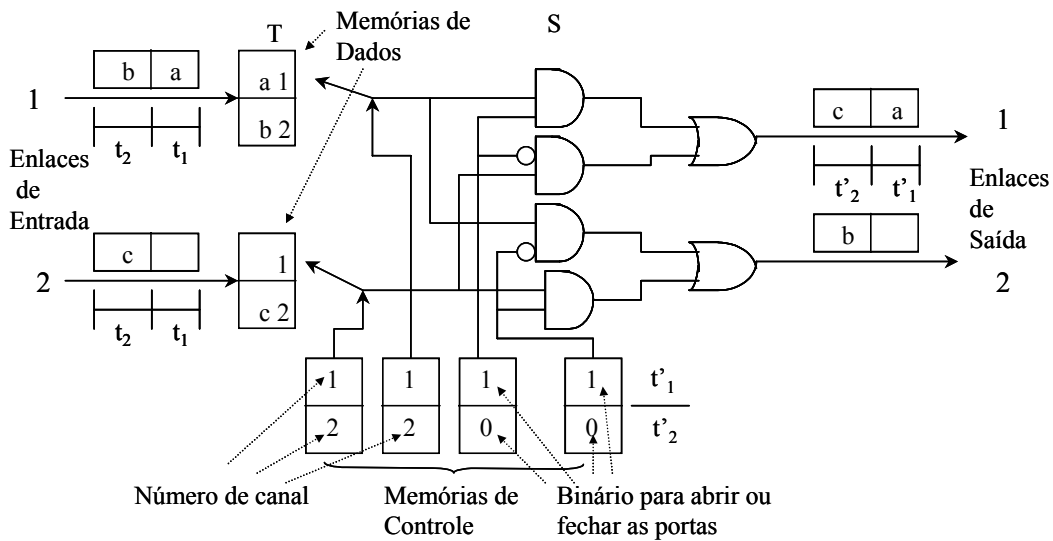 T
Memórias de
Dados
S
b a
a 1
b 2
1
t2 t1
Enlaces
de
Entrada
c a
1
t'2 t'1
Enlaces
de
Saída
c
1
c 2
2
t2 t1
b
2
1 1 1 1 t'1
2 2 0 0 t'2
Número de canal
Memórias de
Controle
Binário para abrir ou
fechar as portas